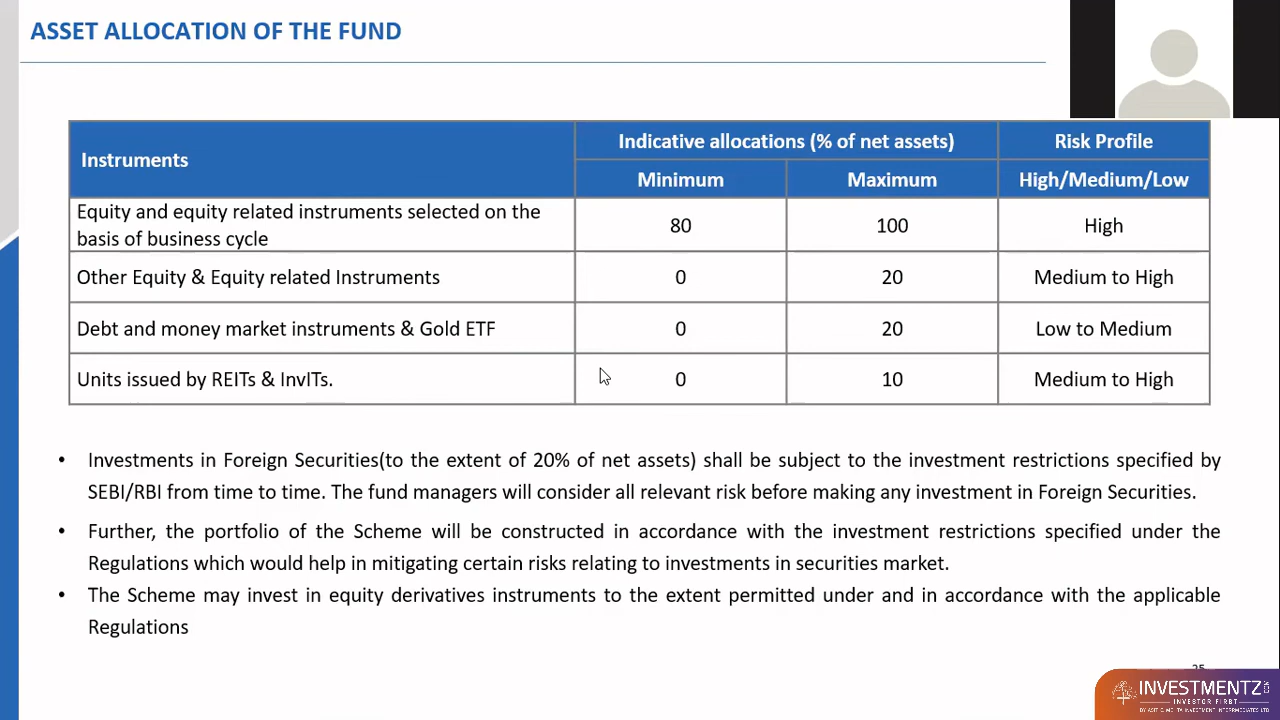 ASSET ALLOCATION OF THE FUND
Instruments
Indicative allocations (% of net assets)
Risk Profile
Minimum
Maximum
High/Medium/Low
Equity and equity related instruments selected on the
basis of business cycle
80
100
High
Other Equity & Equity related Instruments
0
20
Medium to High
Debt and money market instruments & Gold ETF
0
20
Low to Medium
Units issued by REITs & InvITs.
0
10
Medium to High
• Investments in Foreign Securities(to the extent of 20% of net assets) shall be subject to the investment restrictions specified by
SEBI/RBI from time to time. The fund managers will consider all relevant risk before making any investment in Foreign Securities.
• Further, the portfolio of the Scheme will be constructed in accordance with the investment restrictions specified under the
Regulations which would help in mitigating certain risks relating to investments in securities market.
• The Scheme may invest in equity derivatives instruments to the extent permitted under and in accordance with the applicable
Regulations
25
INVESTMENTZ
INVESTOR FIRST
BY ASIT C MEHTA INVESTMENT INTERMEDIATES LTD